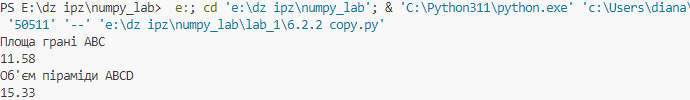 PS E:\dz ipz\numpy_lab>  e:; cd 'e:\dz ipz\numpy_lab'; & 'C:\Python311\python.exe' 'c:\Users\diana\
 '50511' '--' 'e:\dz ipz\numpy_lab\lab_1\6.2.2 copy.py'
Площа грані ABC
11.58
Об'єм піраміди ABCD
15.33